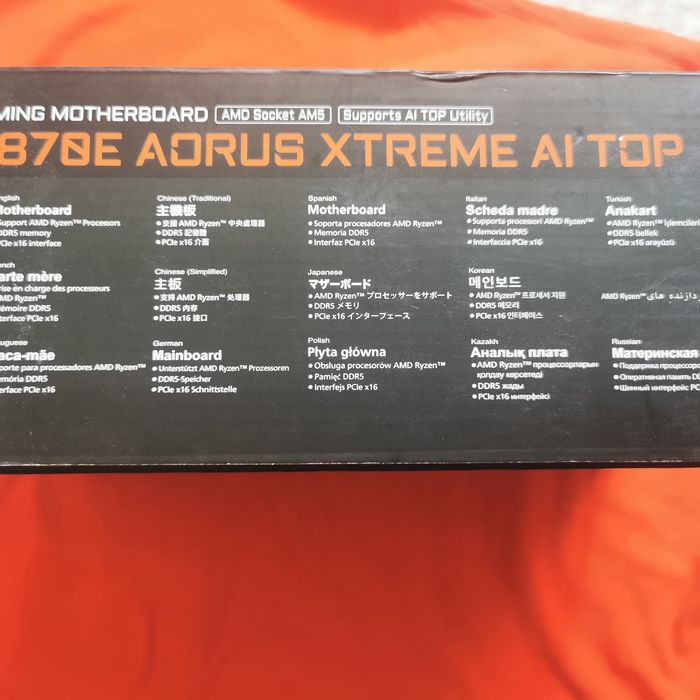 MING MOTHERBOARD AMD Socket AM5 Supports AI TOP Utility
870E AORUS XTREME AI TOP
nglish
Motherboard
Support AMD Ryzen™ Processors
DDR5 memory
PCIe x16 interface
Chinese (Traditional)
主機板
● 支援 AMD Ryzen™ 中央處理器
● DDR5 記憶體
● PCIe x16 介面
Spanish
Motherboard
● Soporta procesadores AMD Ryzen™
● Memoria DDR5
● Interfaz PCIe x16
Italian
Scheda madre
● Supporta processori AMD Ryzen™
● Memoria DDR5
● Interfaccia PCIe x16
Turkish
Anakart
● AMD Ryzen™ İşlemcileri
● DDR5 bellek
● PCIe x16 arayüzü
ench
arte mère
rise en charge des processeurs
MD Ryzen™
émoire DDR5
terface PCIe x16
Chinese (Simplified)
主板
● 支持 AMD Ryzen™ 处理器
● DDR5 内存
● PCIe x16 接口
Japanese
マザーボード
● AMD Ryzen™ プロセッサーをサポート
● DDR5 メモリ
● PCIe x16 インターフェース
Korean
메인보드
● AMD Ryzen™ 프로세서 지원
● DDR5 메모리
● PCIe x16 인터페이스
پردازنده های AMD Ryzen™
tuguese
aca-mãe
porte para processadores AMD Ryzen™
emória DDR5
erface PCIe x16
German
Mainboard
● Unterstützt AMD Ryzen™ Prozessoren
● DDR5-Speicher
● PCIe x16 Schnittstelle
Polish
Płyta główna
● Obsługa procesorów AMD Ryzen™
● Pamięć DDR5
● Interfejs PCIe x16
Kazakh
Аналық плата
● AMD Ryzen™ процессорларын
қолдау көрсетеді
● DDR5 жады
● PCIe x16 интерфейсі
Russian
Материнская
● Поддержка процессоро
● Оперативная память DD
● Шинный интерфейс PC